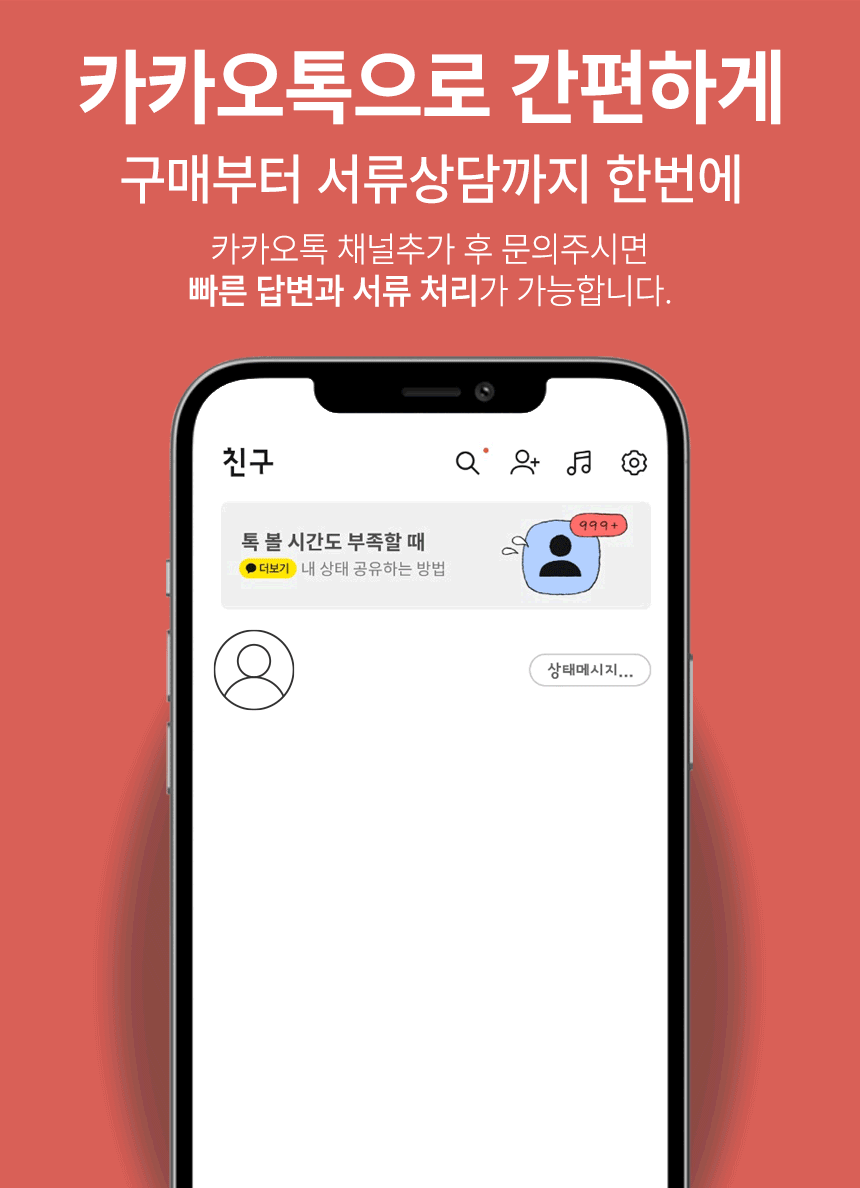 카카오톡으로 간편하게
구매부터 서류상담까지 한번에
카카오톡 채널추가 후 문의주시면
빠른 답변과 서류 처리가 가능합니다.
친구
톡 볼 시간도 부족할 때
999+
더보기 내 상태 공유하는 방법
상태메시지...